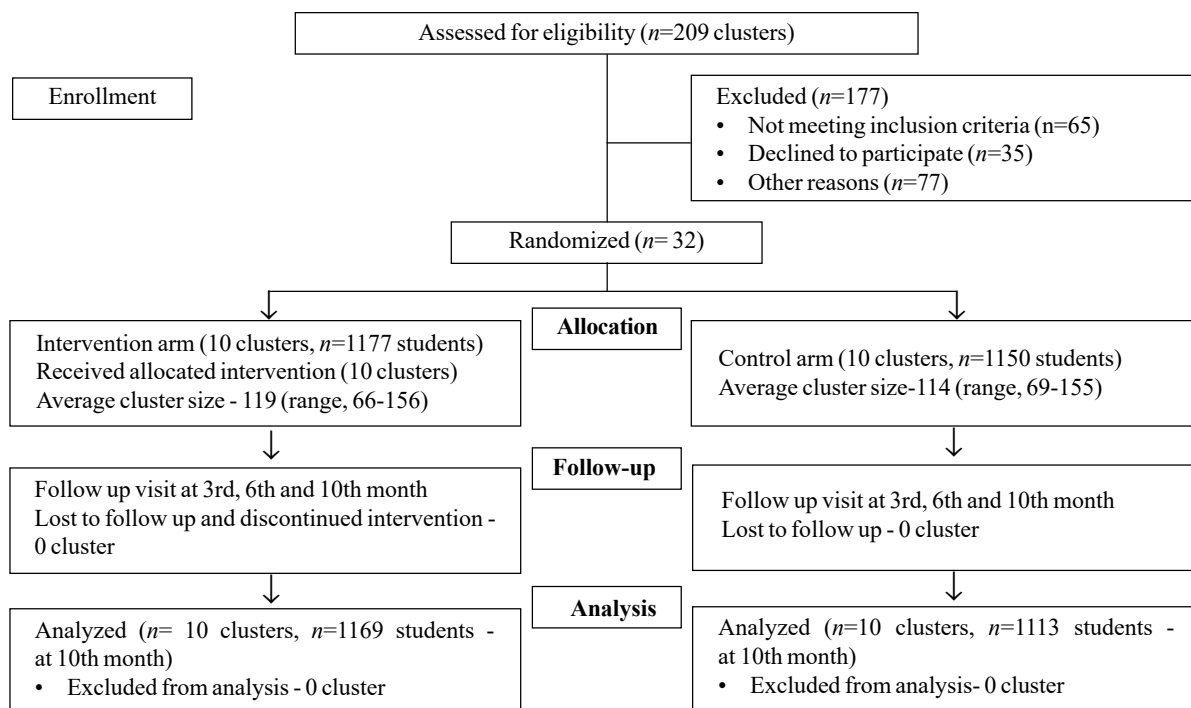 Assessed for eligibility (n=209 clusters)
Enrollment
Excluded (n=177)
• Not meeting inclusion criteria (n=65)
• Declined to participate (n=35)
• Other reasons (n=77)
Randomized (n= 32)
Allocation
Intervention arm (10 clusters, n=1177 students)
Received allocated intervention (10 clusters)
Average cluster size - 119 (range, 66-156)
Control arm (10 clusters, n=1150 students)
Average cluster size-114 (range, 69-155)
Follow-up
Follow up visit at 3rd, 6th and 10th month
Lost to follow up and discontinued intervention -
0 cluster
Follow up visit at 3rd, 6th and 10th month
Lost to follow up - 0 cluster
Analysis
Analyzed (n= 10 clusters, n=1169 students -
at 10th month)
• Excluded from analysis - 0 cluster
Analyzed (n=10 clusters, n=1113 students -
at 10th month)
• Excluded from analysis- 0 cluster